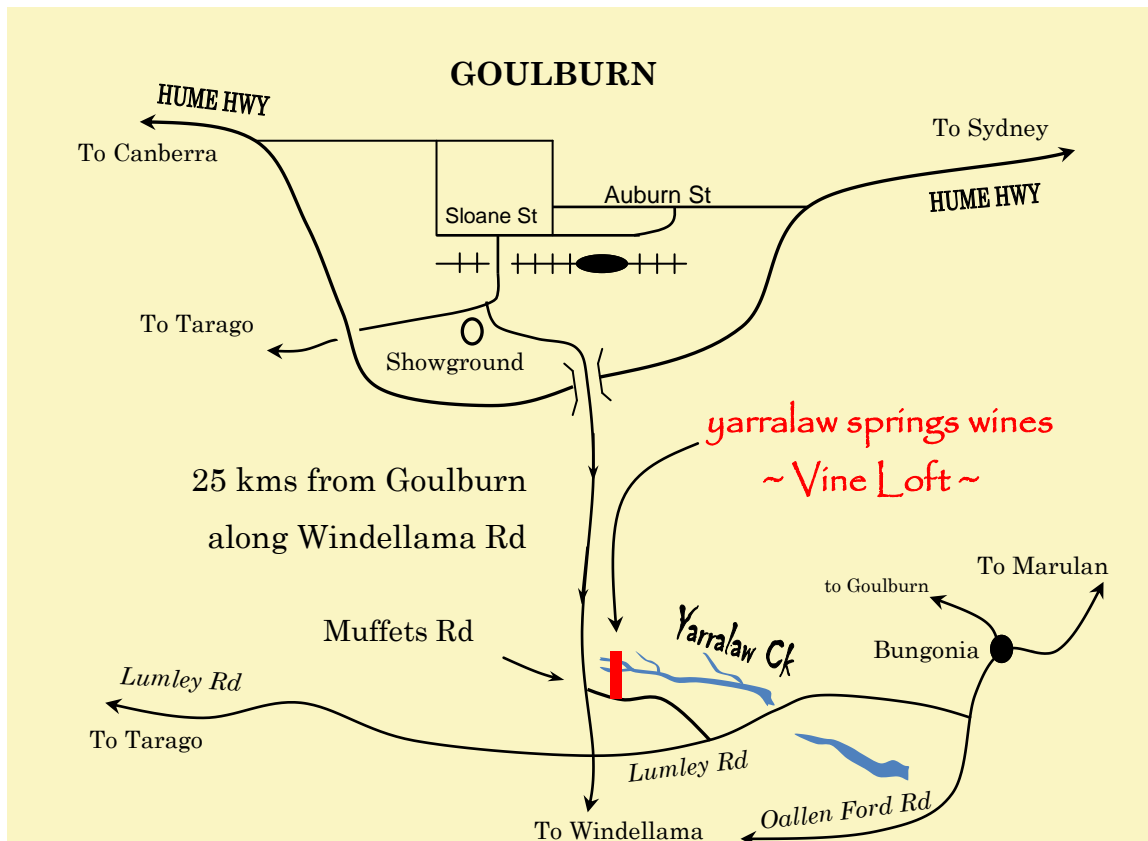 GOULBURN
HUME HWY
To Canberra
To Sydney
HUME HWY
Auburn St
Sloane St
To Tarago
Showground
yarralaw springs wines
~ Vine Loft ~
25 kms from Goulburn
along Windellama Rd
To Marulan
to Goulburn
Bungonia
Muffets Rd
Yarralaw Ck
Lumley Rd
To Tarago
Lumley Rd
Oallen Ford Rd
To Windellama